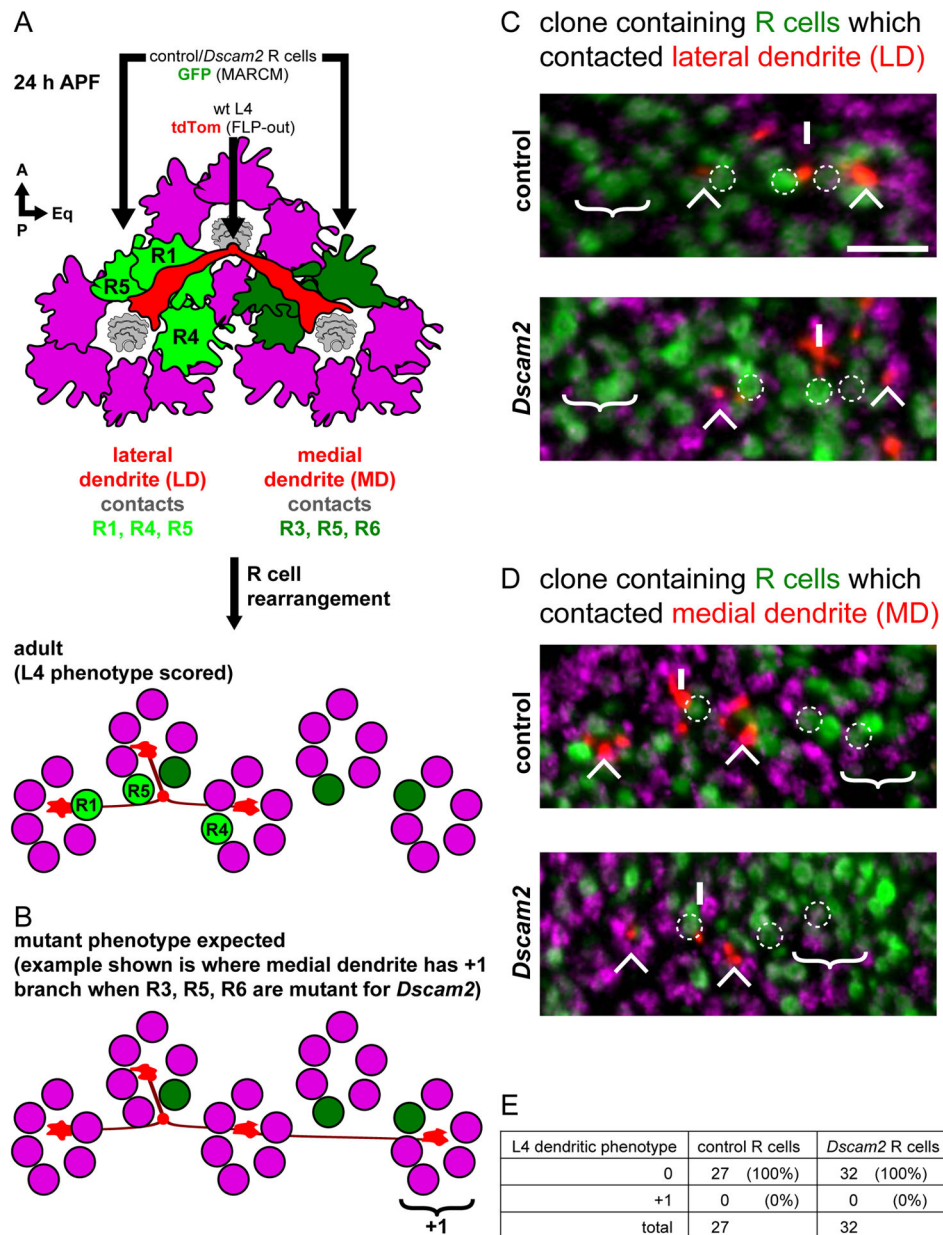 A
24 h APF
control/Dscam2 R cells
GFP (MARCM)
wt L4
tdTom (FLP-out)
A
P
Eq
R1
R5
R4
lateral
dendrite (LD)
contacts
R1, R4, R5
medial
dendrite (MD)
contacts
R3, R5, R6
R cell
rearrangement
adult
(L4 phenotype scored)
R1
R5
R4
B
mutant phenotype expected
(example shown is where medial dendrite has +1
branch when R3, R5, R6 are mutant for Dscam2)
+1
C clone containing R cells which
contacted lateral dendrite (LD)
control
Dscam2
D clone containing R cells which
contacted medial dendrite (MD)
control
Dscam2
E
L4 dendritic phenotype control R cells Dscam2 R cells
0 27 (100%) 32 (100%)
+1 0 (0%) 0 (0%)
total 27 32